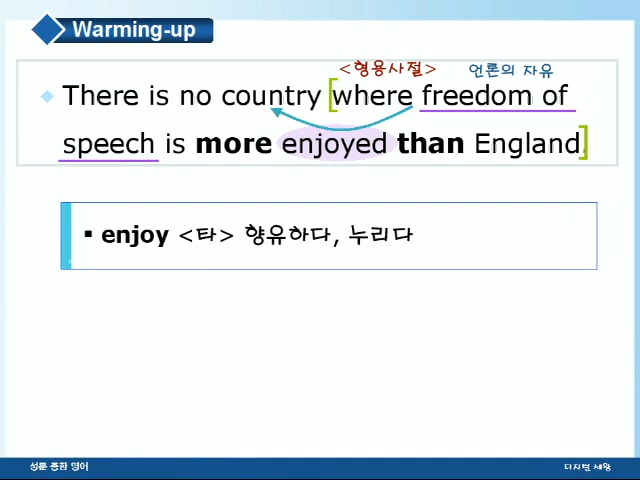 Warming-up
<형용사절> 언론의 자유
There is no country [where freedom of
speech is more enjoyed than England.]
▪ enjoy <타> 향유하다, 누리다
성문 종합 영어
디지털 세왕